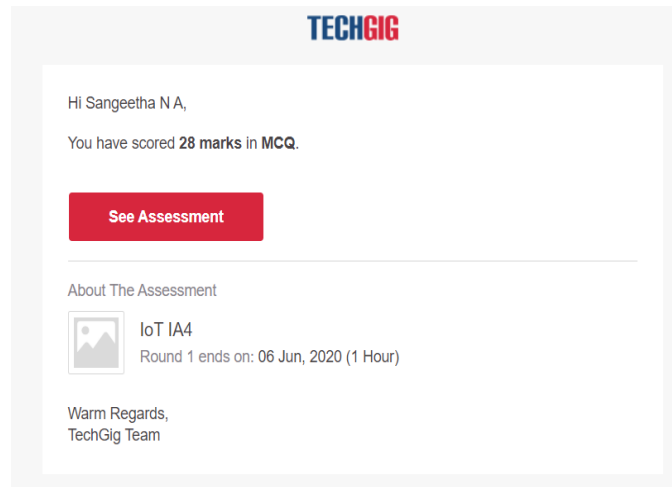 TECHGIG
Hi Sangeetha N A,
You have scored 28 marks in MCQ.
See Assessment
About The Assessment
IoT IA4
Round 1 ends on: 06 Jun, 2020 (1 Hour)
Warm Regards,
TechGig Team